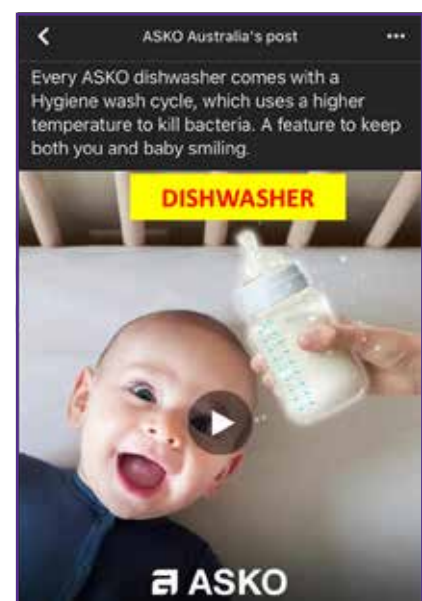 ASKO Australia's post
Every ASKO dishwasher comes with a
Hygiene wash cycle, which uses a higher
temperature to kill bacteria. A feature to keep
both you and baby smiling.
DISHWASHER
ASKO